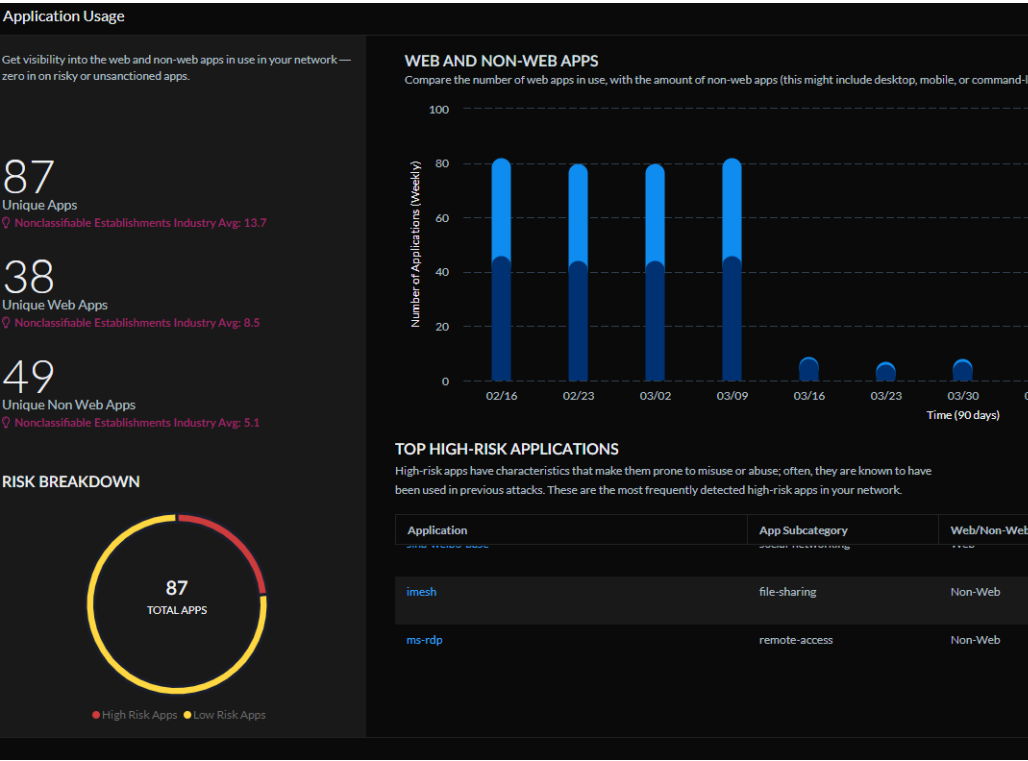 Application Usage
Get visibility into the web and non-web apps in use in your network —
zero in on risky or unsanctioned apps.
87
Unique Apps
Nonclassifiable Establishments Industry Avg: 13.7
38
Unique Web Apps
Nonclassifiable Establishments Industry Avg: 8.5
49
Unique Non Web Apps
Nonclassifiable Establishments Industry Avg: 5.1
RISK BREAKDOWN
87
TOTAL APPS
High Risk Apps Low Risk Apps
WEB AND NON-WEB APPS
Compare the number of web apps in use, with the amount of non-web apps (this might include desktop, mobile, or command-l
Number of Applications (Weekly)
100
80
60
40
20
0
02/16 02/23 03/02 03/09 03/16 03/23 03/30
Time (90 days)
TOP HIGH-RISK APPLICATIONS
High-risk apps have characteristics that make them prone to misuse or abuse; often, they are known to have
been used in previous attacks. These are the most frequently detected high-risk apps in your network.
Application App Subcategory Web/Non-Web
sina-weibo-base social-networking Web
imesh file-sharing Non-Web
ms-rdp remote-access Non-Web